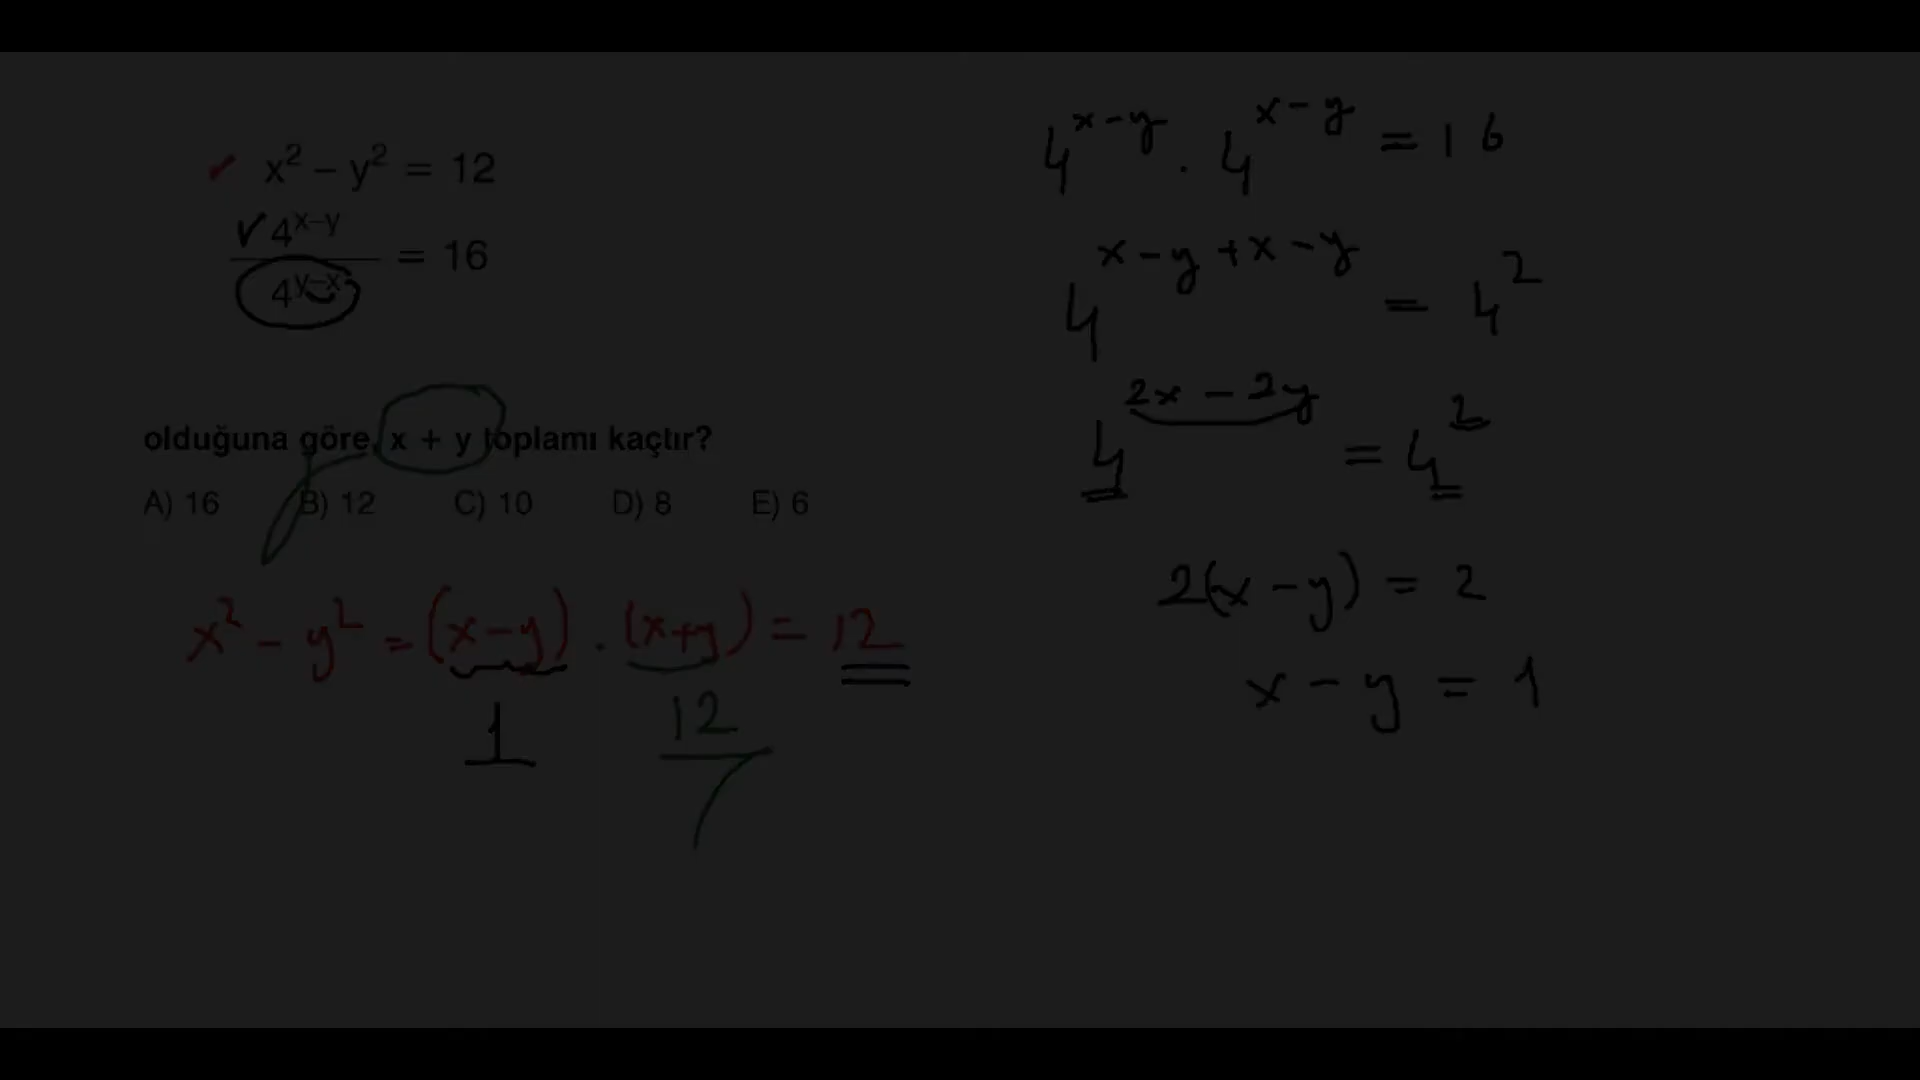 x² – y² = 12
4^(x–y) / 4^(y–x) = 16
olduğuna göre, x + y toplamı kaçtır?
A) 16 B) 12 C) 10 D) 8 E) 6
x² - y² = (x-y) . (x+y) = 12
1 12
4^(x-y) . 4^(x-y) = 16
4^(x-y+x-y) = 4²
4^(2x-2y) = 4²
2(x-y) = 2
x - y = 1